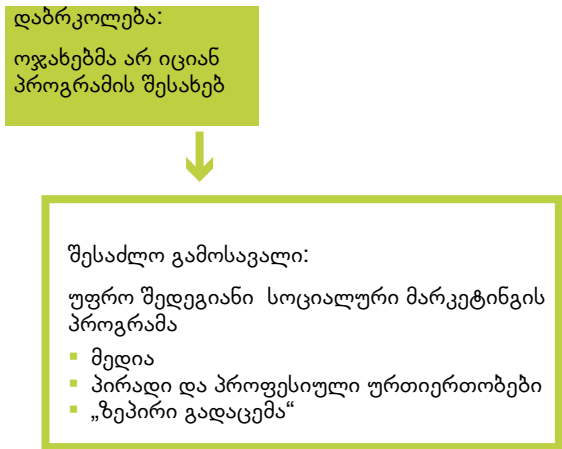 დაბრკოლება:
ოჯახებმა არ იციან
პროგრამის შესახებ
შესაძლო გამოსავალი:
უფრო შედეგიანი სოციალური მარკეტინგის
პროგრამა
▪ მედია
▪ პირადი და პროფესიული ურთიერთობები
▪ „ზეპირი გადაცემა“